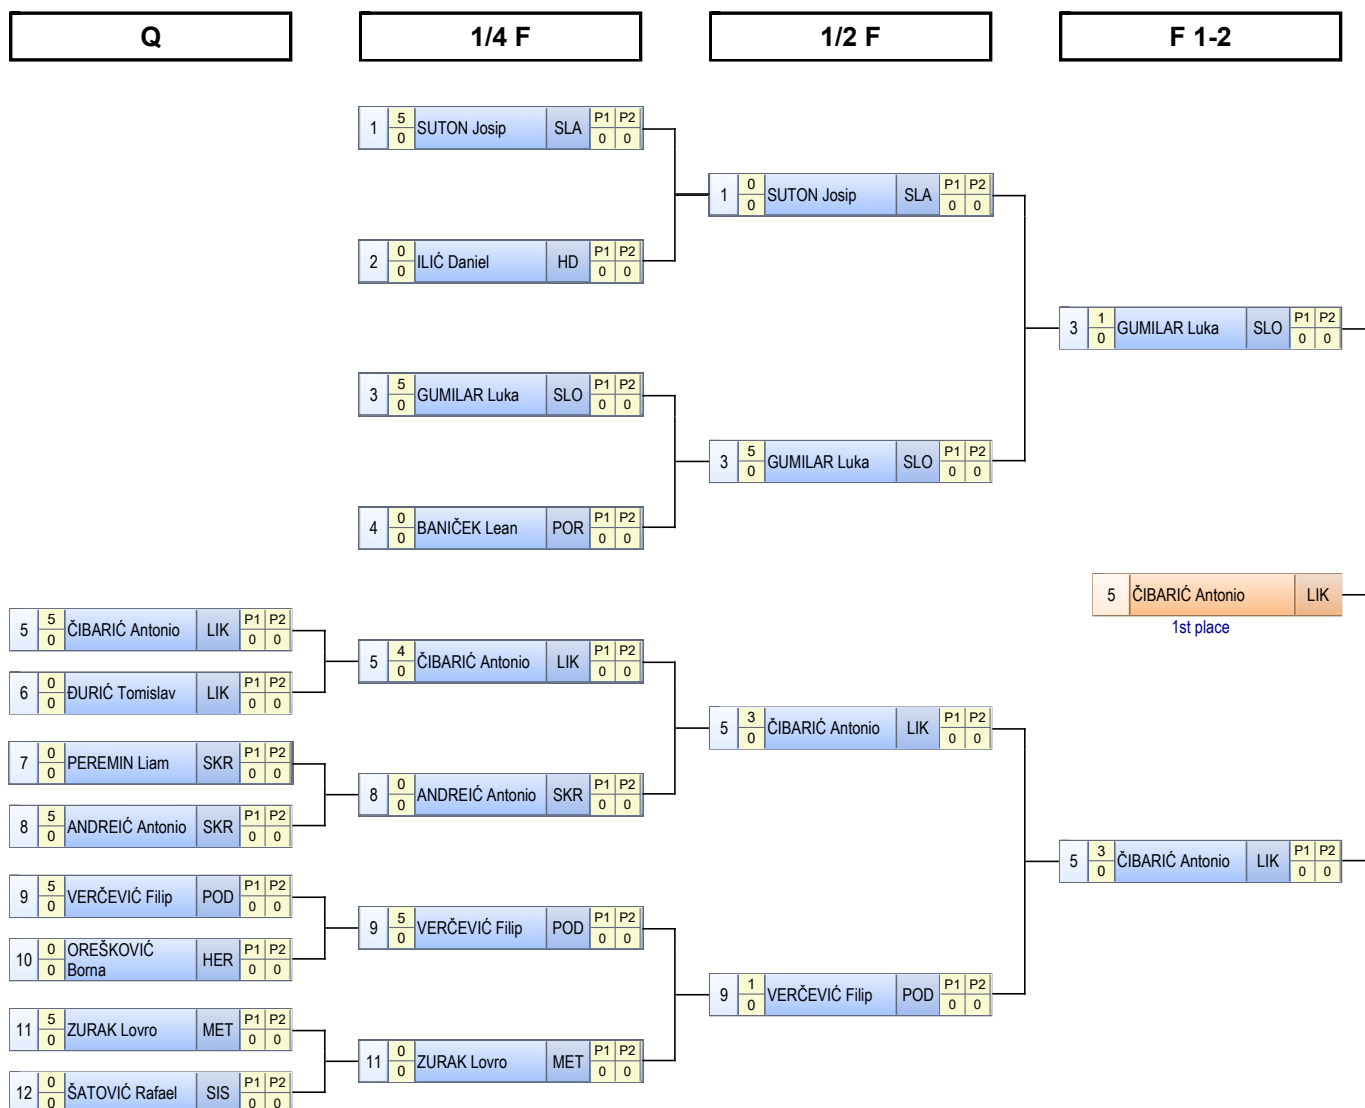 Q
1/4 F
1/2 F
F 1-2
1 5 SUTON Josip SLA P1 P2
0 0 0
2 0 ILIĆ Daniel HD P1 P2
0 0 0
3 5 GUMILAR Luka SLO P1 P2
0 0 0
4 0 BANIČEK Lean POR P1 P2
0 0 0
1 0 SUTON Josip SLA P1 P2
0 0 0
3 5 GUMILAR Luka SLO P1 P2
0 0 0
3 1 GUMILAR Luka SLO P1 P2
0 0 0
5 ČIBARIĆ Antonio LIK
1st place
5 5 ČIBARIĆ Antonio LIK P1 P2
0 0 0
6 0 ĐURIĆ Tomislav LIK P1 P2
0 0 0
7 0 PEREMIN Liam SKR P1 P2
0 0 0
8 5 ANDREIĆ Antonio SKR P1 P2
0 0 0
9 5 VERČEVIĆ Filip POD P1 P2
0 0 0
10 0 OREŠKOVIĆ HER P1 P2
0 Borna 0 0
11 5 ZURAK Lovro MET P1 P2
0 0 0
12 0 ŠATOVIĆ Rafael SIS P1 P2
0 0 0
5 4 ČIBARIĆ Antonio LIK P1 P2
0 0 0
8 0 ANDREIĆ Antonio SKR P1 P2
0 0 0
9 5 VERČEVIĆ Filip POD P1 P2
0 0 0
11 0 ZURAK Lovro MET P1 P2
0 0 0
5 3 ČIBARIĆ Antonio LIK P1 P2
0 0 0
9 1 VERČEVIĆ Filip POD P1 P2
0 0 0
5 3 ČIBARIĆ Antonio LIK P1 P2
0 0 0